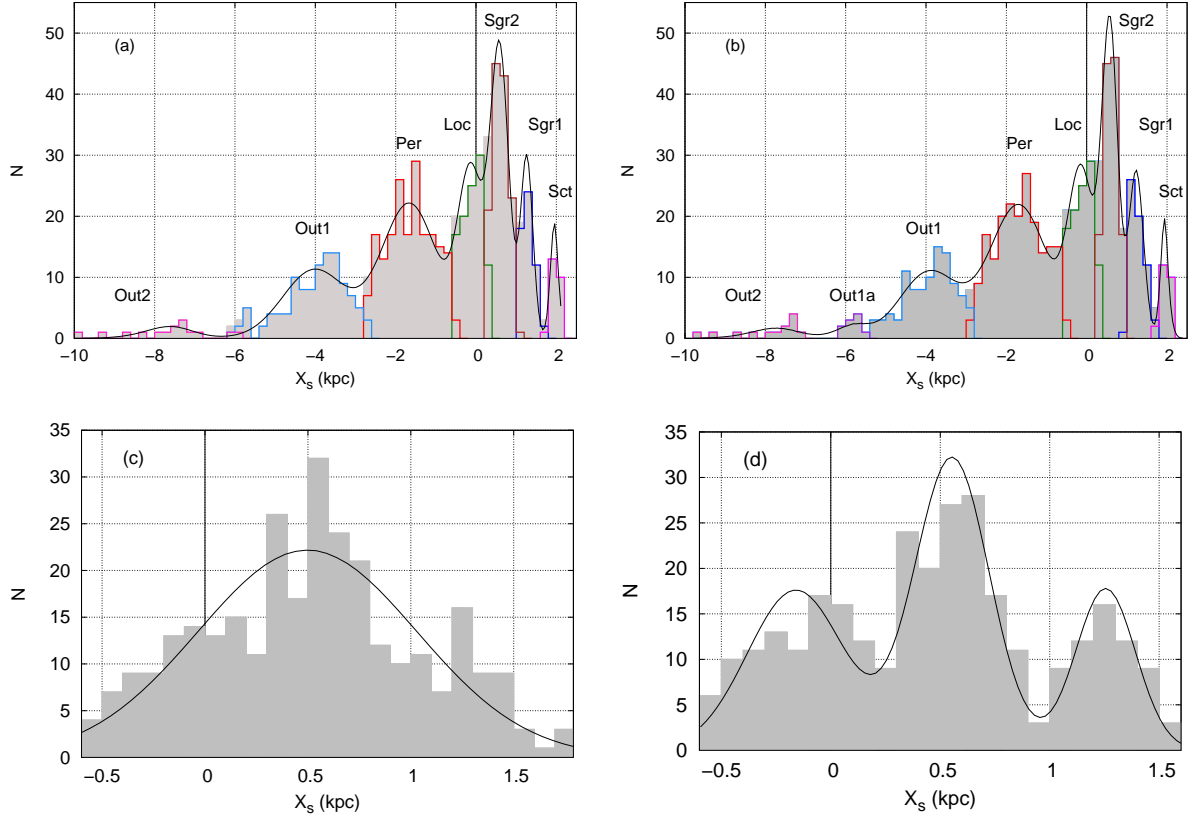 (a)
Sgr2
Loc
Sgr1
Per
Sct
Out1
Out2
N
0
10
20
30
40
50
−10
−8
−6
−4
−2
0
2
X_s (kpc)
(b)
Sgr2
Loc
Sgr1
Per
Sct
Out1
Out1a
Out2
N
0
10
20
30
40
50
−10
−8
−6
−4
−2
0
2
X_s (kpc)
(c)
N
0
5
10
15
20
25
30
35
−0.5
0
0.5
1
1.5
X_s (kpc)
(d)
N
0
5
10
15
20
25
30
35
−0.5
0
0.5
1
1.5
X_s (kpc)